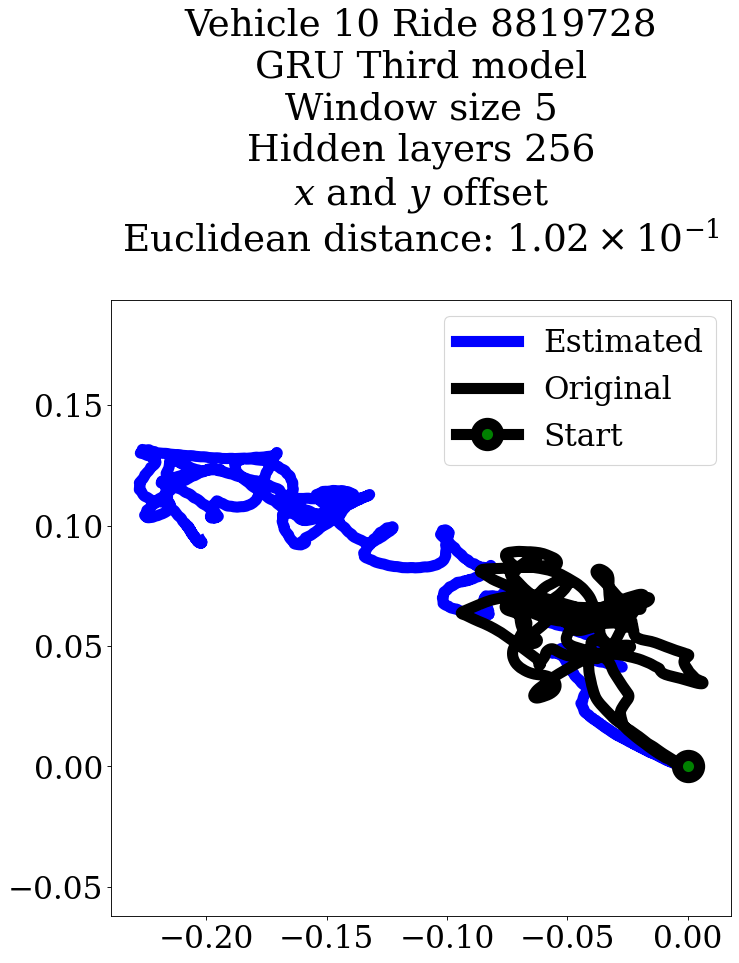 Vehicle 10 Ride 8819728
GRU Third model
Window size 5
Hidden layers 256
x and y offset
Euclidean distance: 1.02 × 10⁻¹
Estimated
Original
Start
0.15
0.10
0.05
0.00
−0.05
−0.20 −0.15 −0.10 −0.05 0.00